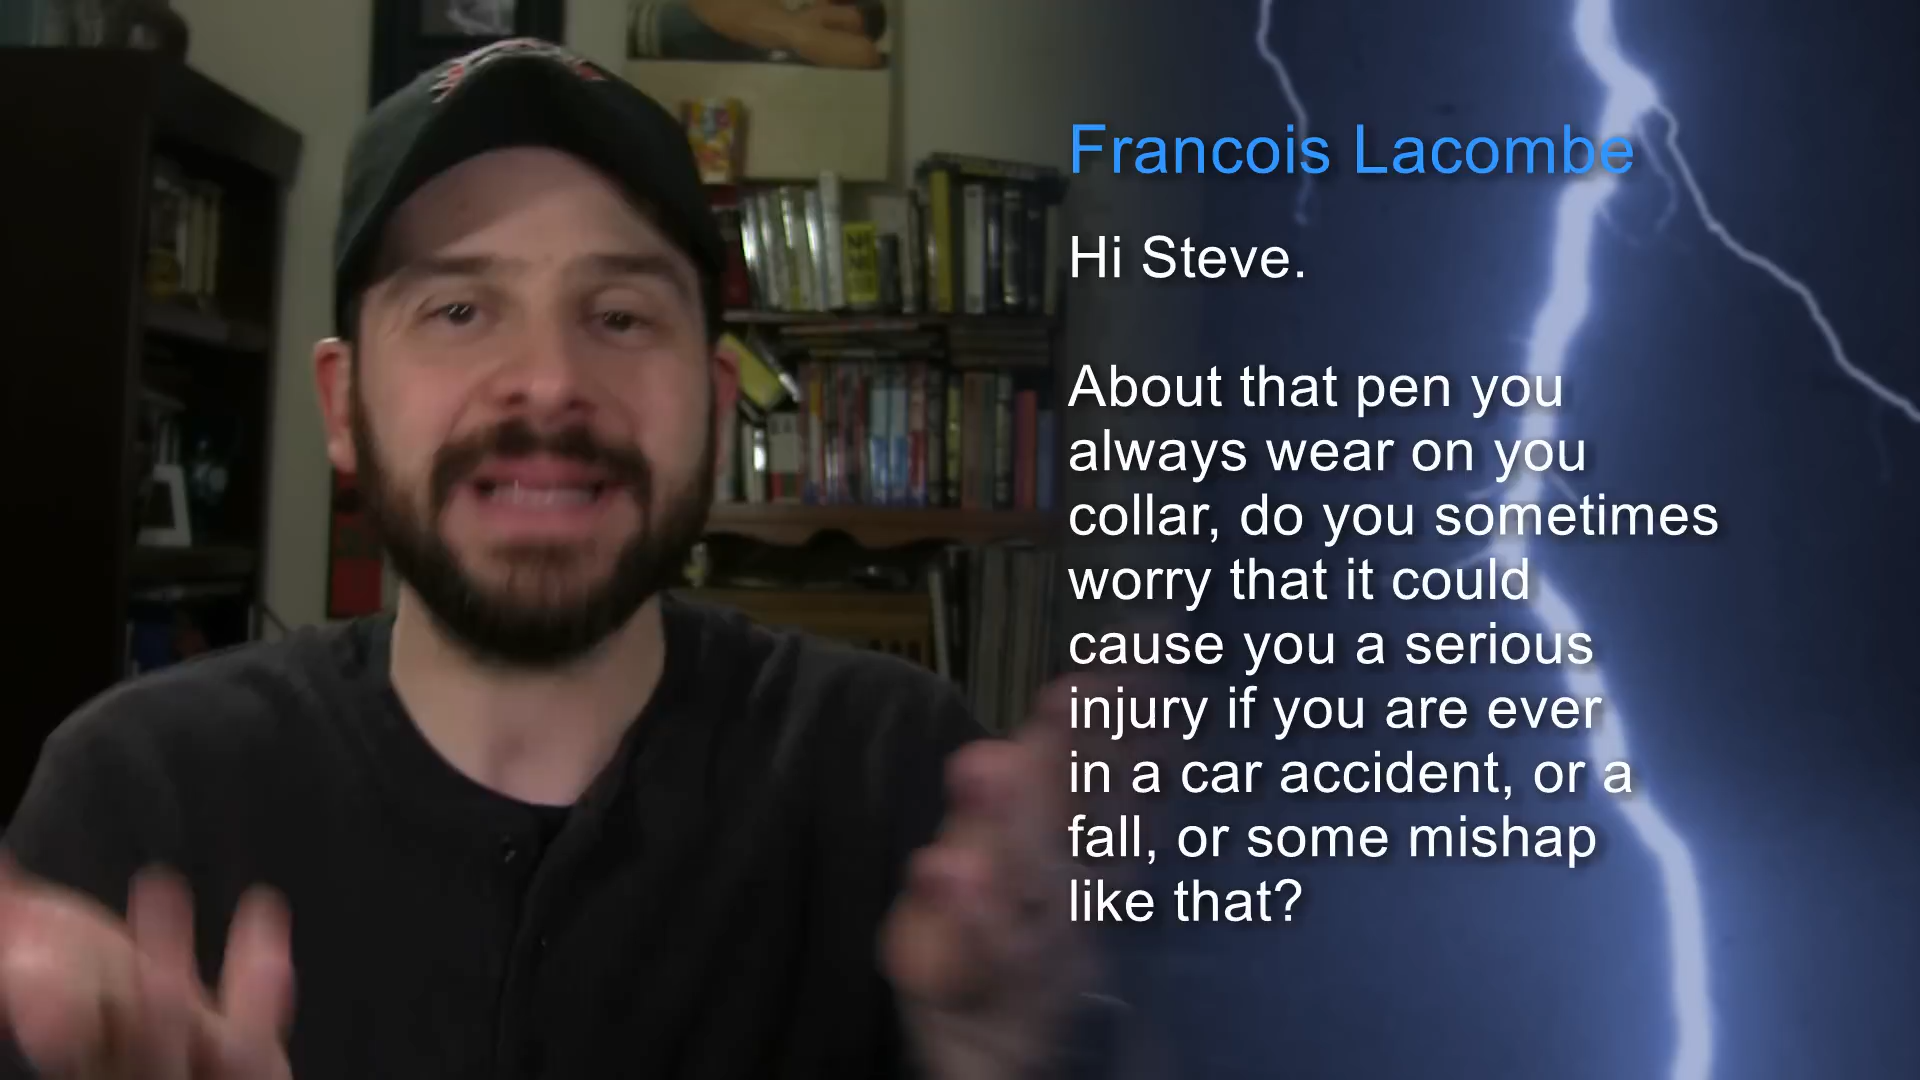 Francois Lacombe
Hi Steve.
About that pen you
always wear on you
collar, do you sometimes
worry that it could
cause you a serious
injury if you are ever
in a car accident, or a
fall, or some mishap
like that?